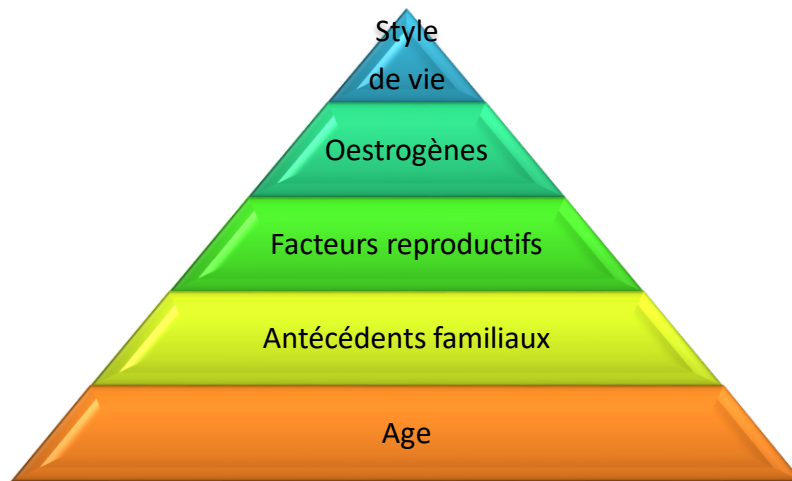 Style
de vie
Oestrogènes
Facteurs reproductifs
Antécédents familiaux
Age